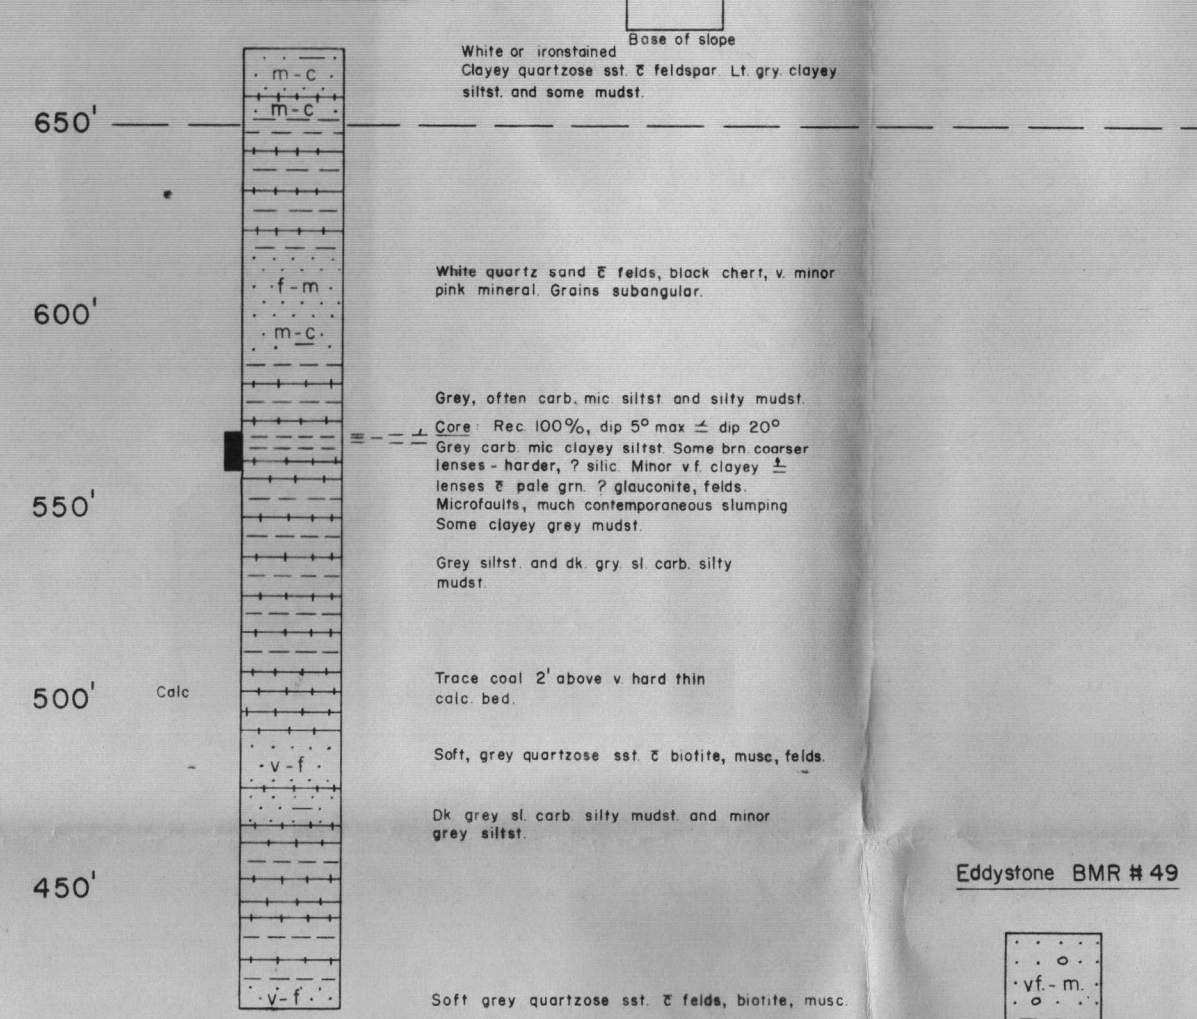 Base of slope
White or ironstained
Clayey quartzose sst. c̄ feldspar. Lt. gry. clayey
siltst. and some mudst.
m-c
m-c
650'
White quartz sand c̄ felds, black chert, v. minor
pink mineral. Grains subangular.
f-m
600'
m-c
Grey, often carb. mic. siltst. and silty mudst.
Core: Rec. 100%, dip 5° max dip 20°
Grey carb. mic clayey siltst. Some brn. coarser
lenses - harder, ? silic. Minor v.f. clayey
lenses c̄ pale grn. ? glauconite, felds.
550'
Microfaults, much contemporaneous slumping
Some clayey grey mudst.
Grey siltst. and dk. gry. sl. carb. silty
mudst.
500'
Calc
Trace coal 2' above v. hard thin
calc. bed.
Soft, grey quartzose sst. c̄ biotite, musc, felds.
v-f
Dk. grey sl. carb. silty mudst. and minor
grey siltst.
450'
Eddystone BMR # 49
vf.- m.
Soft grey quartzose sst. c̄ felds, biotite, musc.
v-f